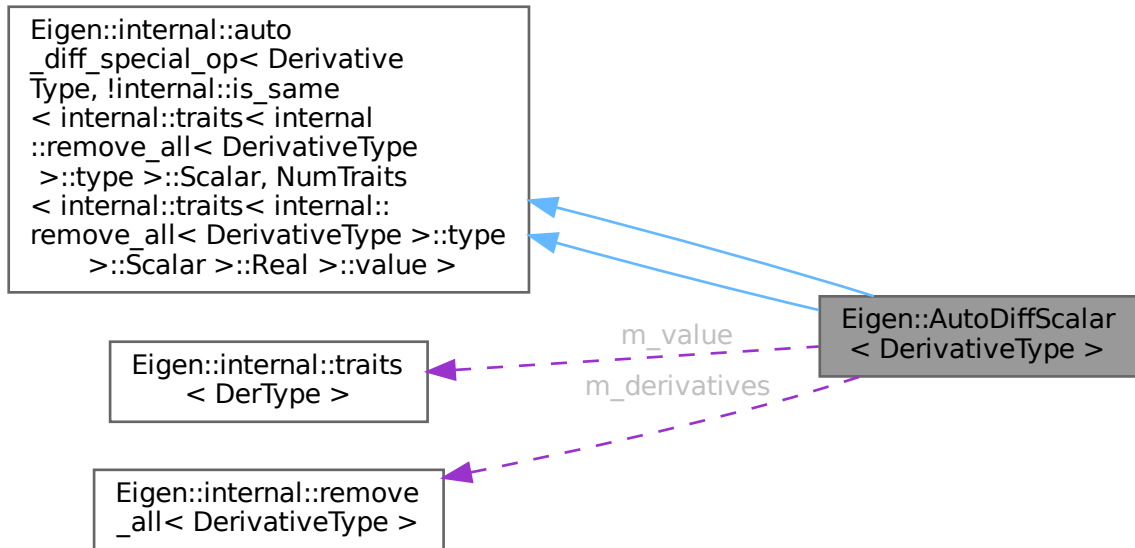 Eigen::internal::auto
_diff_special_op< Derivative
Type, !internal::is_same
< internal::traits< internal
::remove_all< DerivativeType
>::type >::Scalar, NumTraits
< internal::traits< internal::
remove_all< DerivativeType >::type
>::Scalar >::Real >::value >
Eigen::AutoDiffScalar
< DerivativeType >
m_value
Eigen::internal::traits
< DerType >
m_derivatives
Eigen::internal::remove
_all< DerivativeType >